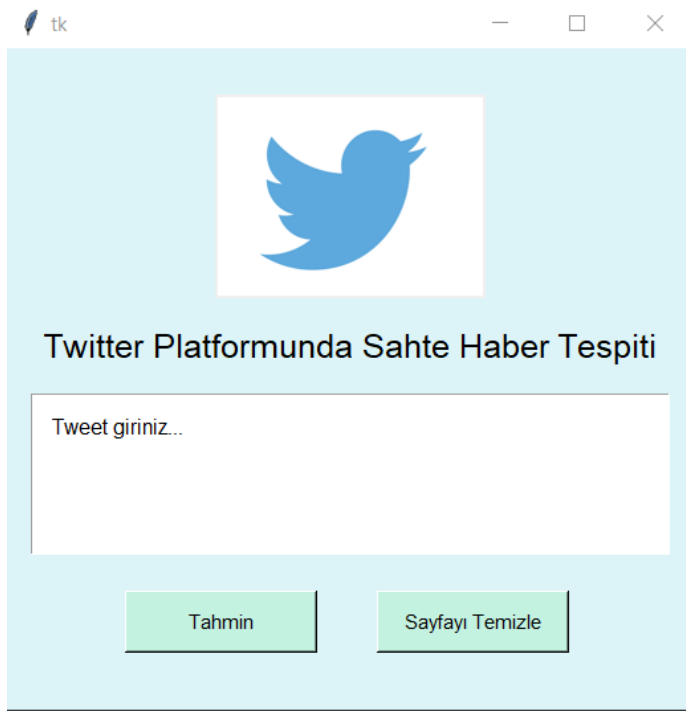 tk
Twitter Platformunda Sahte Haber Tespiti
Tweet giriniz...
Tahmin
Sayfayı Temizle